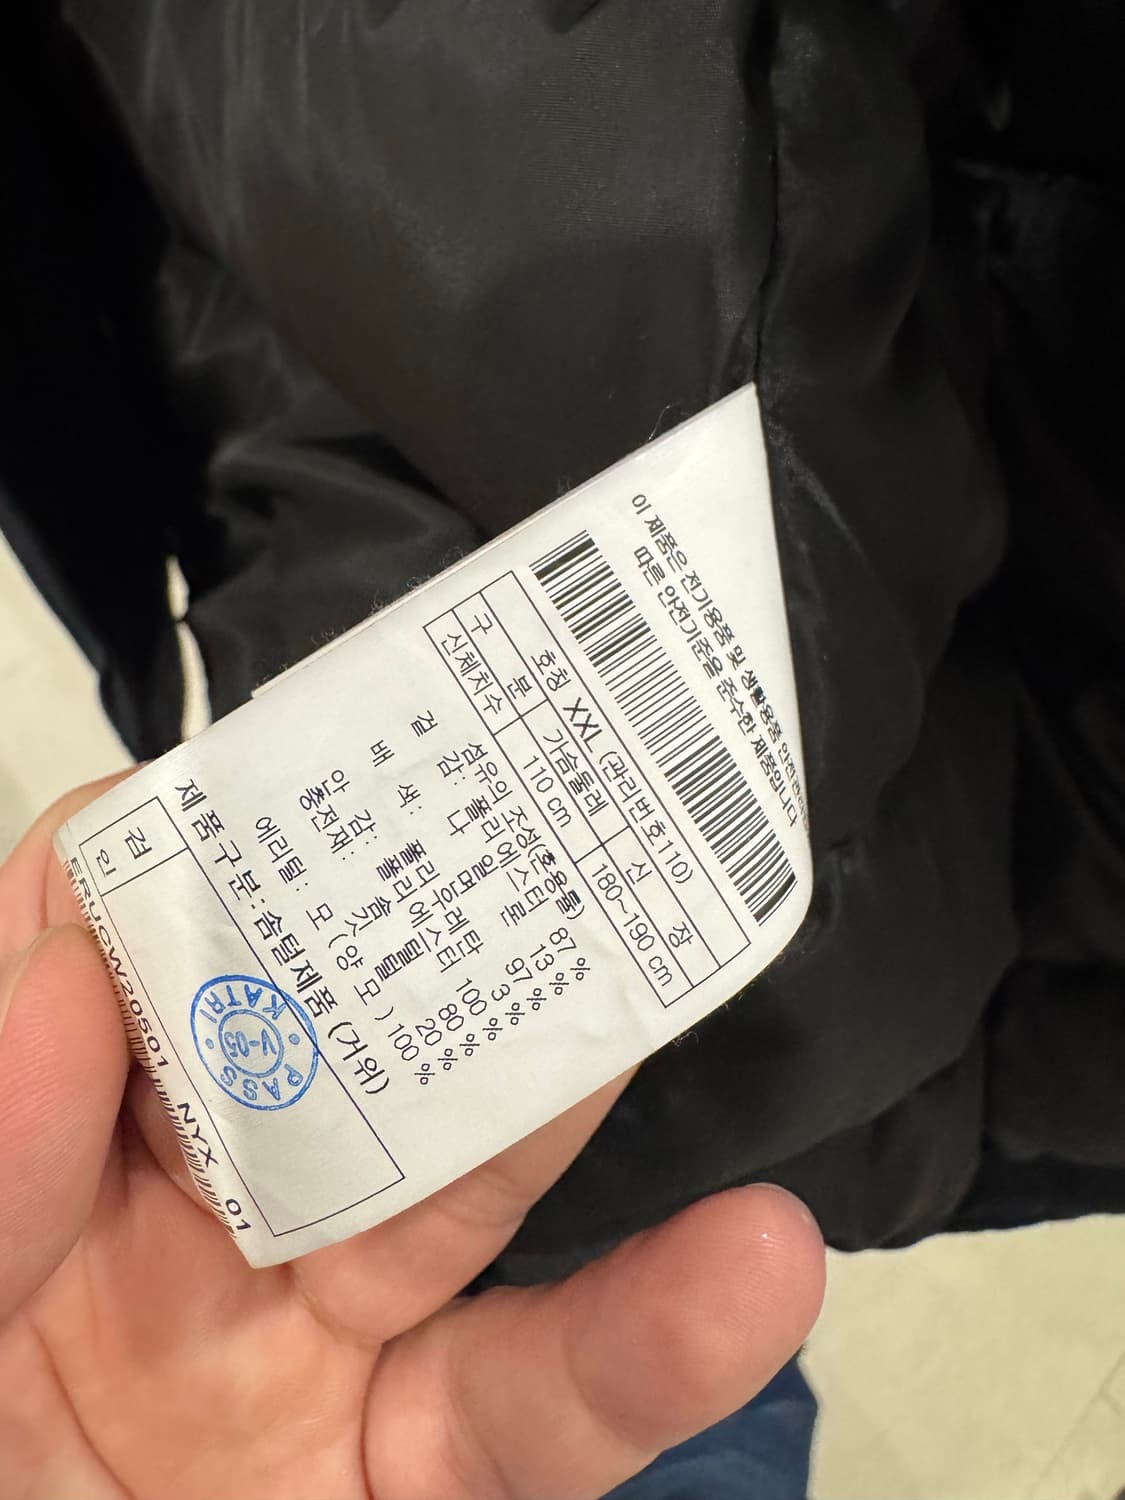 이 제품은 전기용품 및 생활용품 안전관리
따른 안전기준을 준수한 제품입니다
호칭 XXL (관리번호110)
구 분 가슴둘레 신 장
신체치수 110 cm 180~190 cm
섬유의 조성(혼용률)
겉 감: 폴리에스터 87 %
나 일 론 13 %
배 색: 면 97 %
폴리우레탄 3 %
안 감: 폴리에스터 100 %
충전재: 솜 털 80 %
깃 털 20 %
에리털: 모 (양 모) 100 %
제품구분:솜털제품 (거위)
검
인
KATRI
V-05
PASS
ERUCW20501 NYX 01